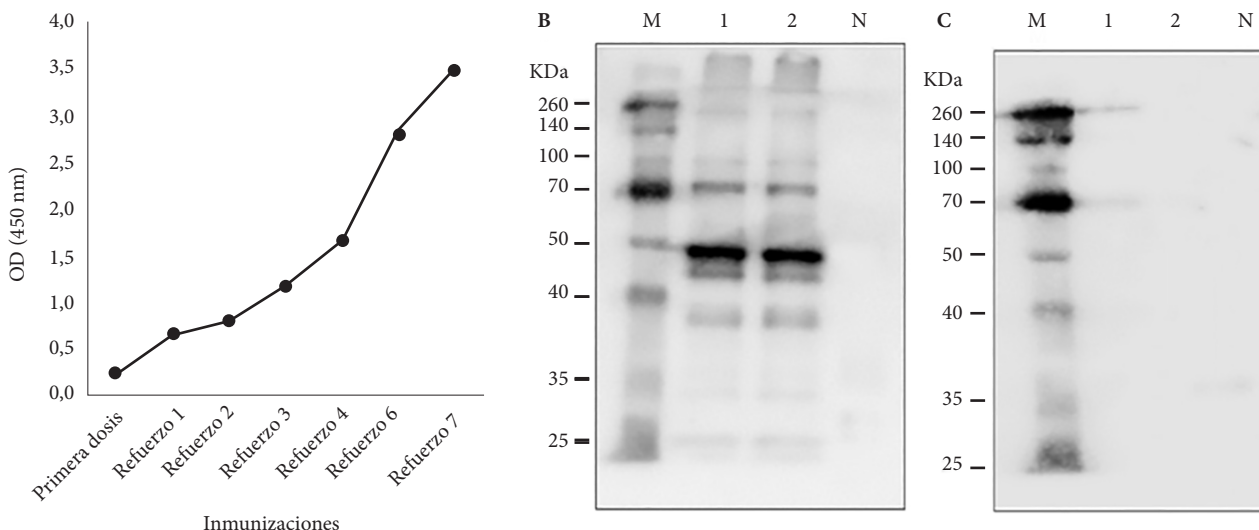 4,0
3,5
3,0
2,5
2,0
1,5
1,0
0,5
0,0
OD (450 nm)
Primera dosis
Refuerzo 1
Refuerzo 2
Refuerzo 3
Refuerzo 4
Refuerzo 6
Refuerzo 7
Inmunizaciones
B M 1 2 N
KDa
260
140
100
70
50
40
35
25
C M 1 2 N
KDa
260
140
100
70
50
40
35
25